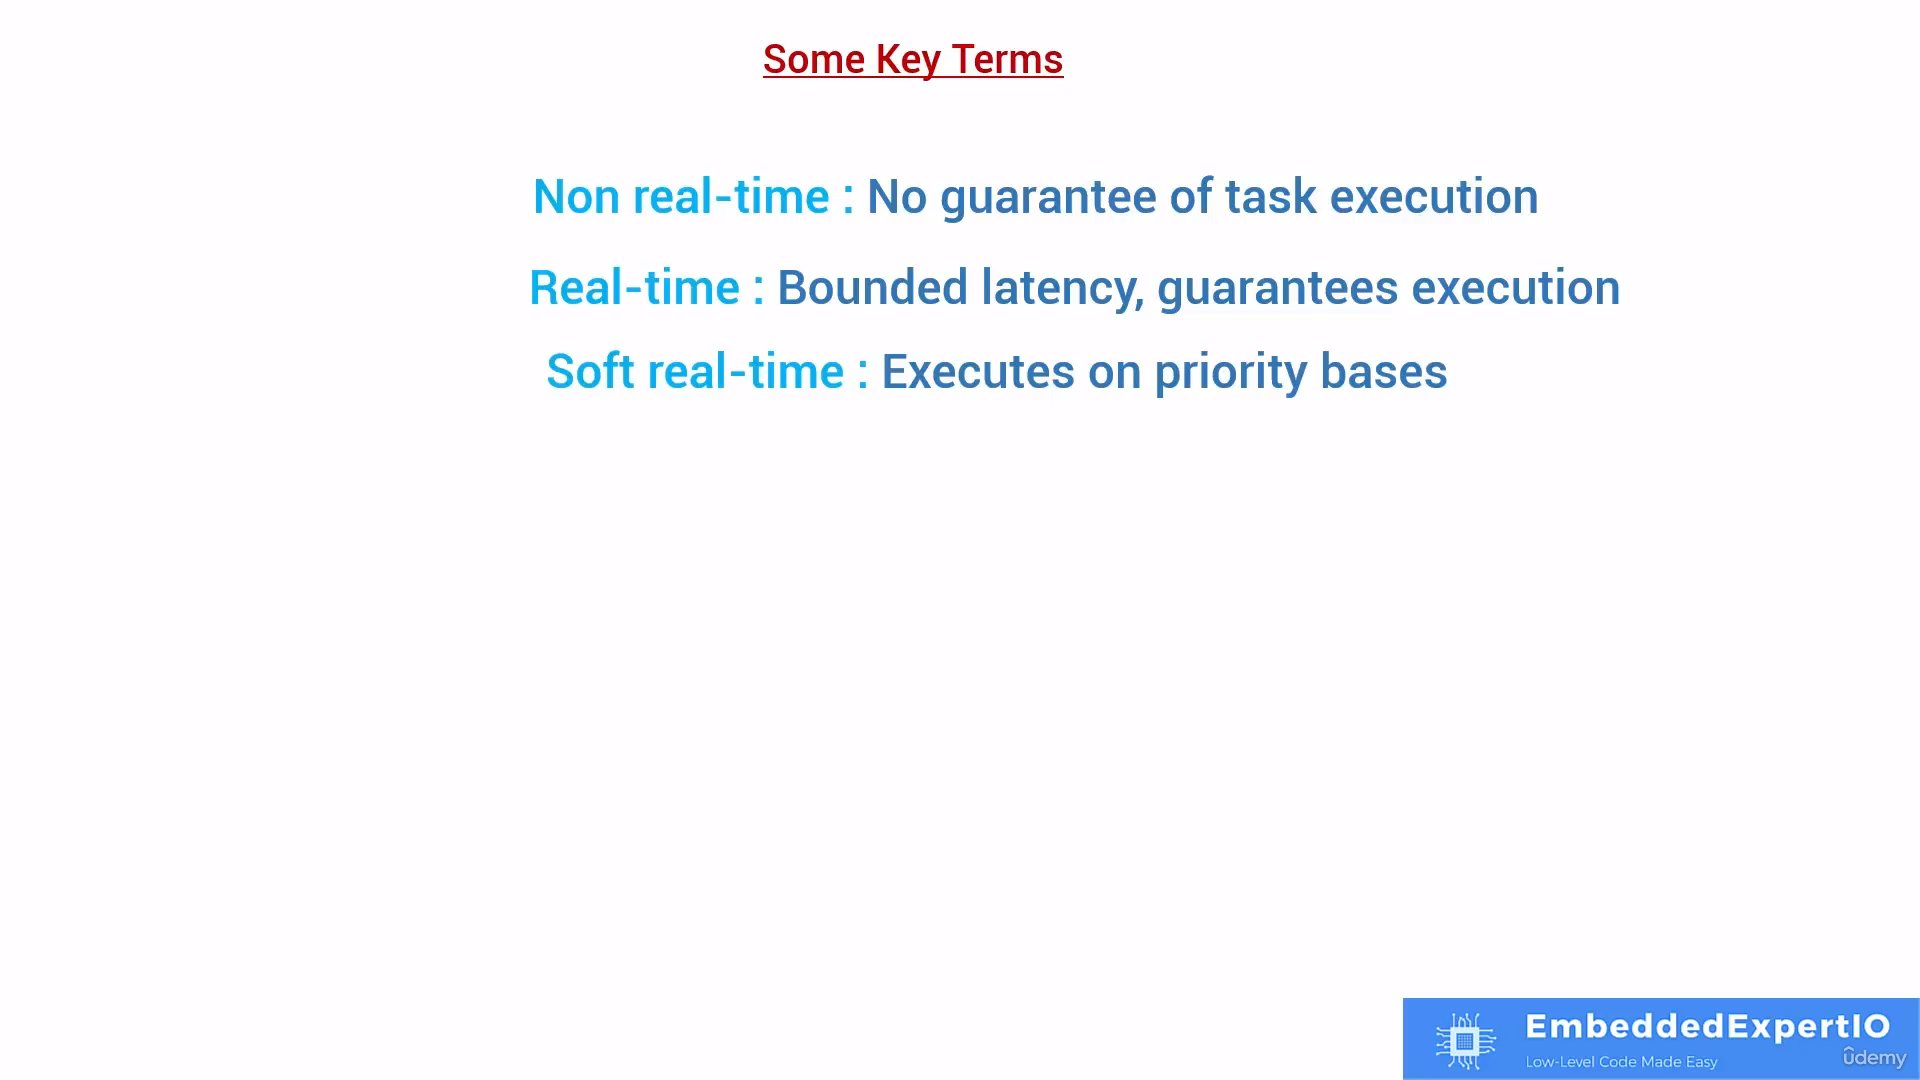 Some Key Terms
Non real-time : No guarantee of task execution
Real-time : Bounded latency, guarantees execution
Soft real-time : Executes on priority bases
EmbeddedExpertIO
Low-Level Code Made Easy
ûdemy